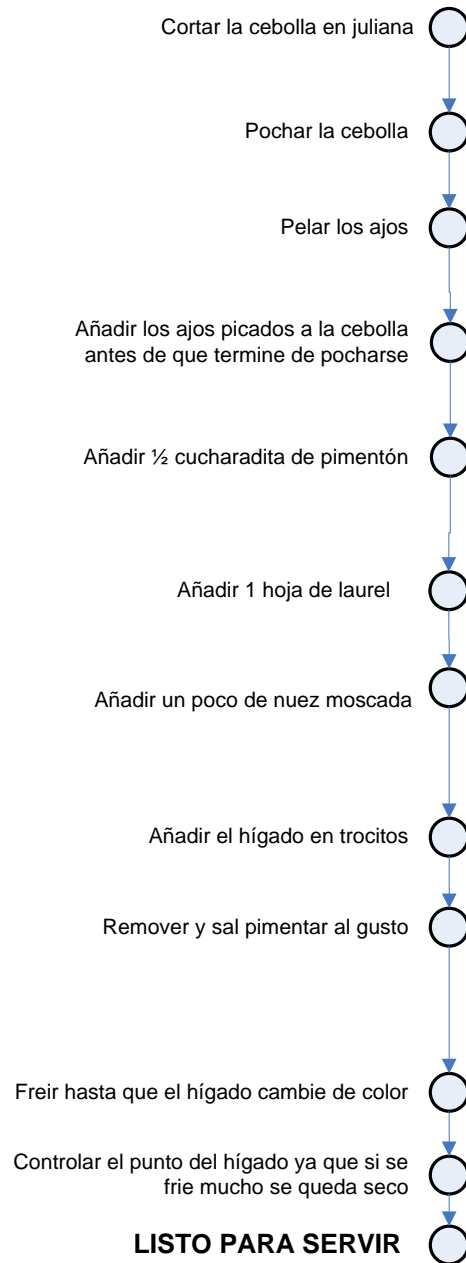 Cortar la cebolla en juliana
Pochar la cebolla
Pelar los ajos
Añadir los ajos picados a la cebolla
antes de que termine de pocharse
Añadir ½ cucharadita de pimentón
Añadir 1 hoja de laurel
Añadir un poco de nuez moscada
Añadir el hígado en trocitos
Remover y sal pimentar al gusto
Freir hasta que el hígado cambie de color
Controlar el punto del hígado ya que si se
frie mucho se queda seco
LISTO PARA SERVIR